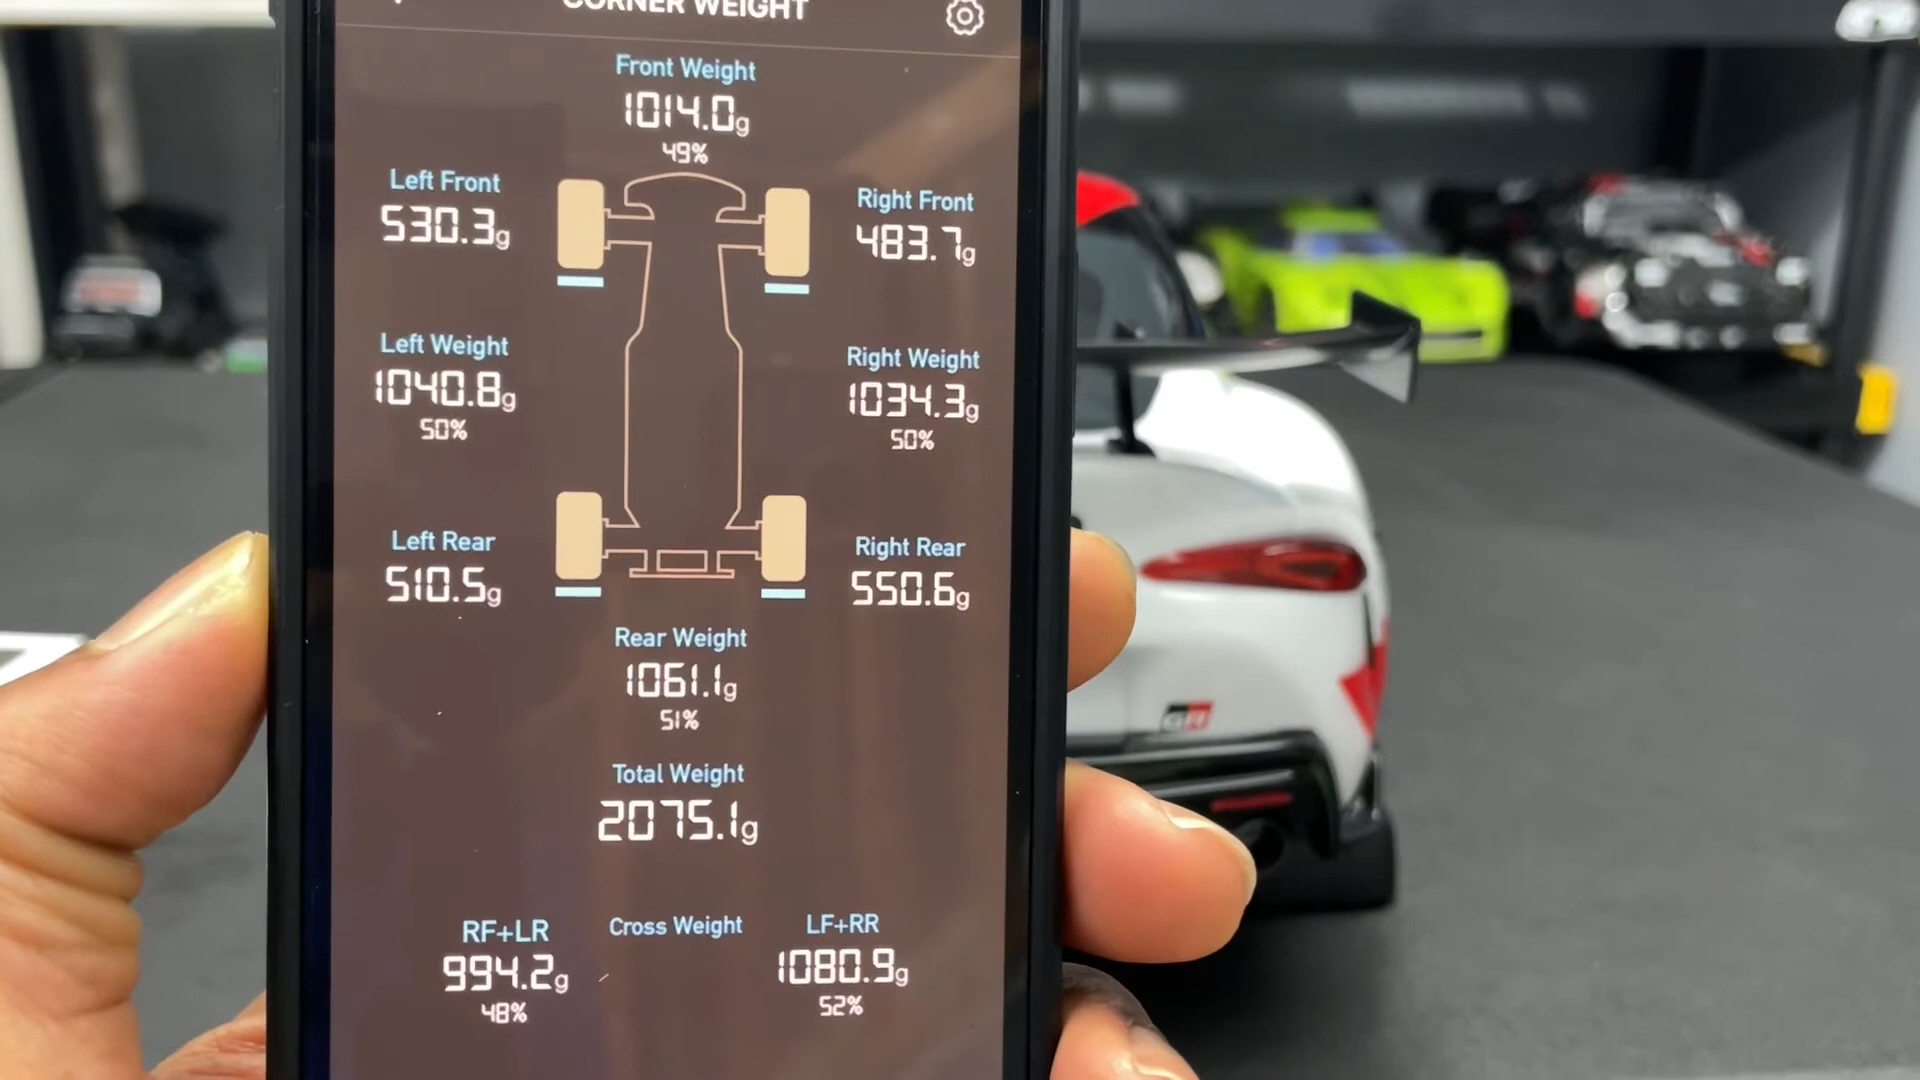 CORNER WEIGHT
Front Weight
1014.0g
49%
Left Front
530.3g
Right Front
483.7g
Left Weight
1040.8g
50%
Right Weight
1034.3g
50%
Left Rear
510.5g
Right Rear
550.6g
Rear Weight
1061.1g
51%
Total Weight
2075.1g
RF+LR
994.2g
48%
Cross Weight
LF+RR
1080.9g
52%
GR